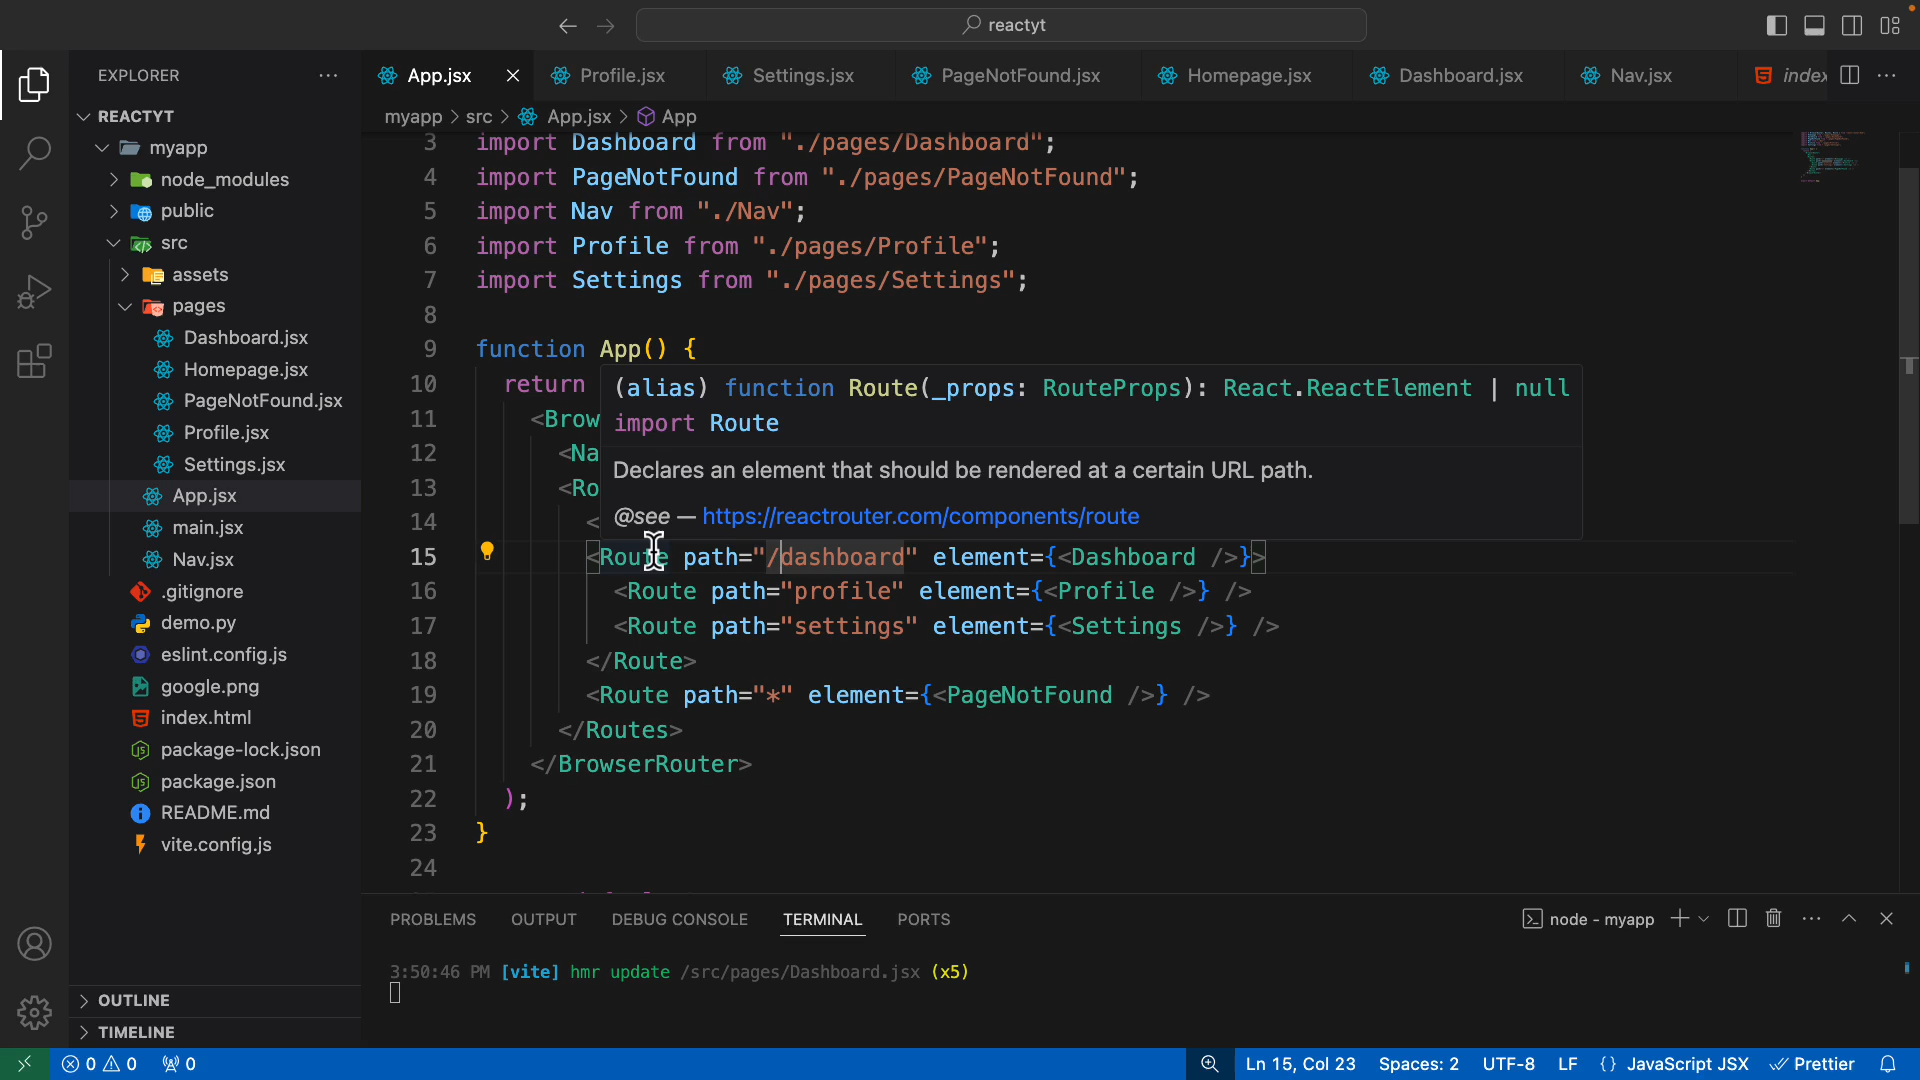 reactyt
EXPLORER
REACTYT
myapp
node_modules
public
src
assets
pages
Dashboard.jsx
Homepage.jsx
PageNotFound.jsx
Profile.jsx
Settings.jsx
App.jsx
main.jsx
Nav.jsx
.gitignore
demo.py
eslint.config.js
google.png
index.html
package-lock.json
package.json
README.md
vite.config.js
OUTLINE
TIMELINE
App.jsx Profile.jsx Settings.jsx PageNotFound.jsx Homepage.jsx Dashboard.jsx Nav.jsx index
myapp > src > App.jsx > App
3 import Dashboard from "./pages/Dashboard";
4 import PageNotFound from "./pages/PageNotFound";
5 import Nav from "./Nav";
6 import Profile from "./pages/Profile";
7 import Settings from "./pages/Settings";
8
9 function App() {
10 return
11 <Brow
12 <Na
13 <Ro
14 <
(alias) function Route(_props: RouteProps): React.ReactElement | null
import Route
Declares an element that should be rendered at a certain URL path.
@see — https://reactrouter.com/components/route
15 <Route path="/dashboard" element={<Dashboard />}>
16 <Route path="profile" element={<Profile />} />
17 <Route path="settings" element={<Settings />} />
18 </Route>
19 <Route path="*" element={<PageNotFound />} />
20 </Routes>
21 </BrowserRouter>
22 );
23 }
24
PROBLEMS OUTPUT DEBUG CONSOLE TERMINAL PORTS
node - myapp
3:50:46 PM [vite] hmr update /src/pages/Dashboard.jsx (x5)
0 0 0
Ln 15, Col 23 Spaces: 2 UTF-8 LF {} JavaScript JSX Prettier